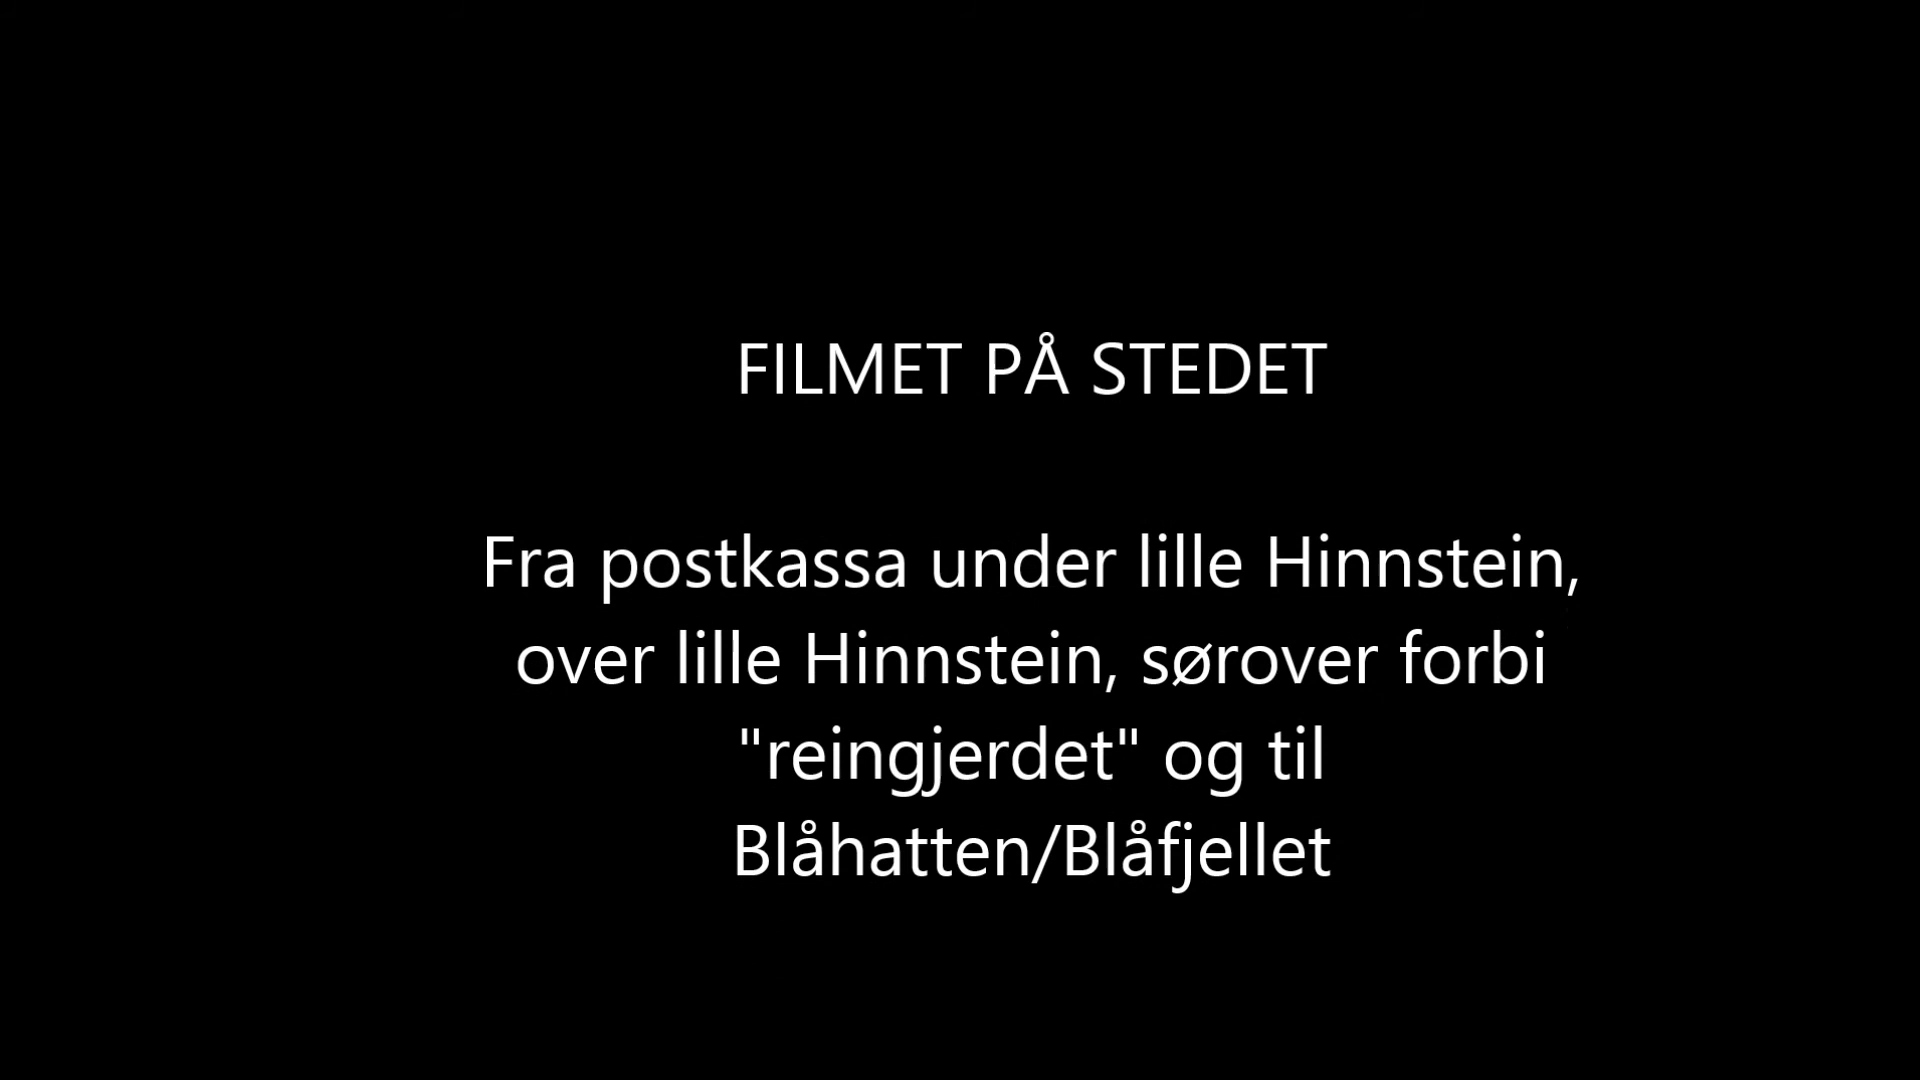 FILMET PÅ STEDET
Fra postkassa under lille Hinnstein,
over lille Hinnstein, sørover forbi
"reingjerdet" og til
Blåhatten/Blåfjellet